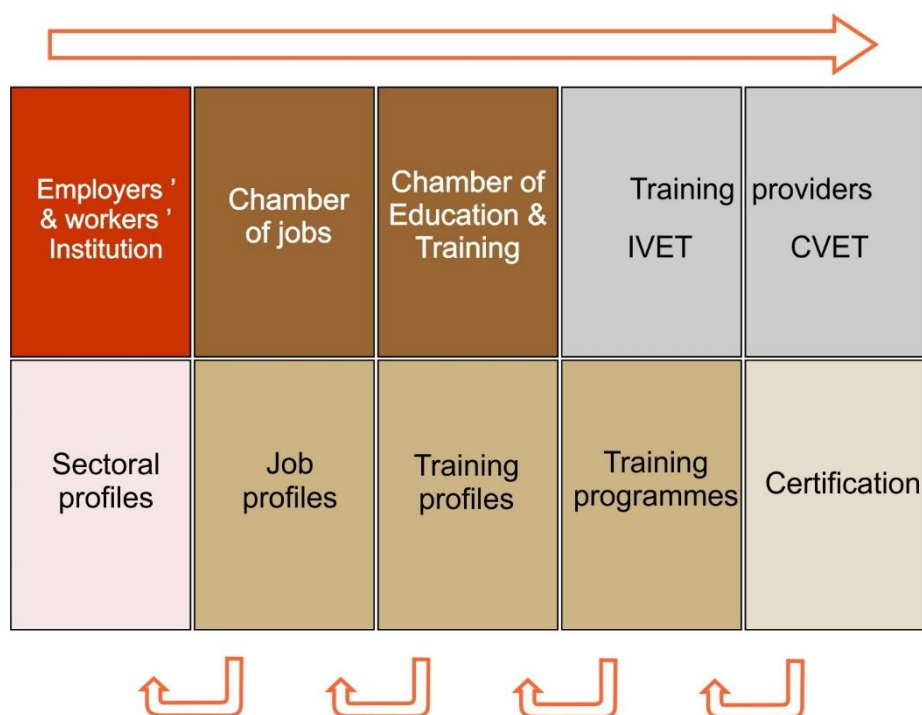 Employers ’
& workers ’
Institution
Chamber
of jobs
Chamber of
Education &
Training
Training providers
IVET CVET
Sectoral
profiles
Job
profiles
Training
profiles
Training
programmes
Certification